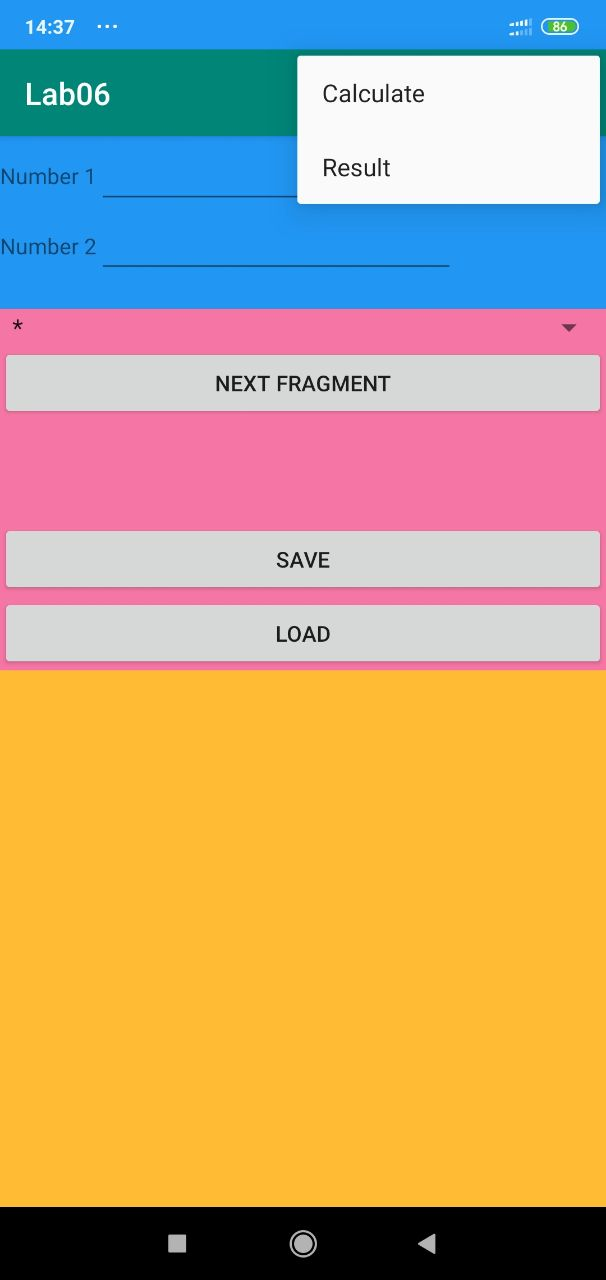 14:37 ... 86
Lab06
Calculate
Result
Number 1
Number 2
*
NEXT FRAGMENT
SAVE
LOAD